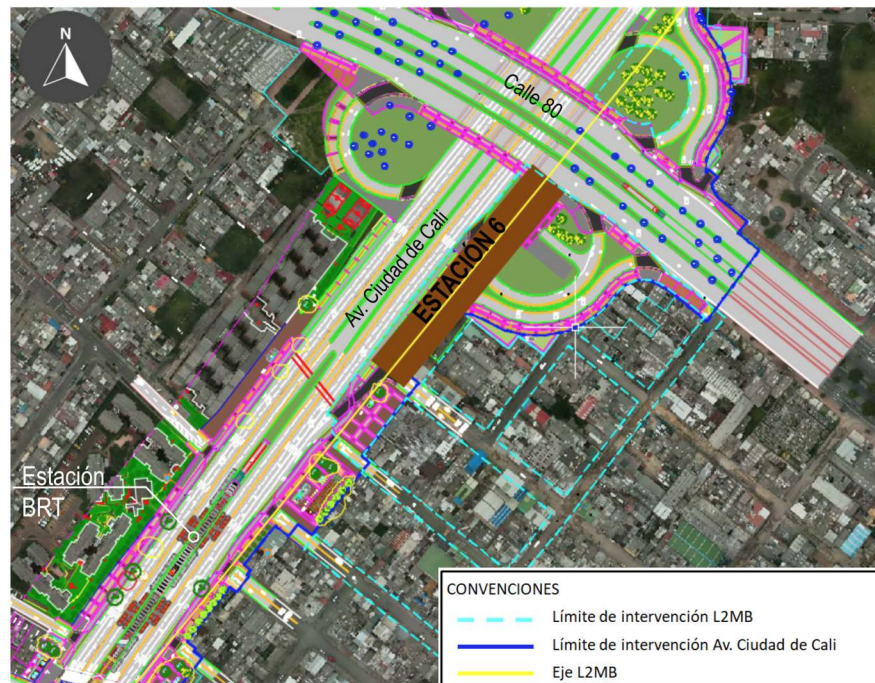 N
Calle 80
Av. Ciudad de Cali
ESTACIÓN 6
Estación
BRT
CONVENCIONES
Límite de intervención L2MB
Límite de intervención Av. Ciudad de Cali
Eje L2MB